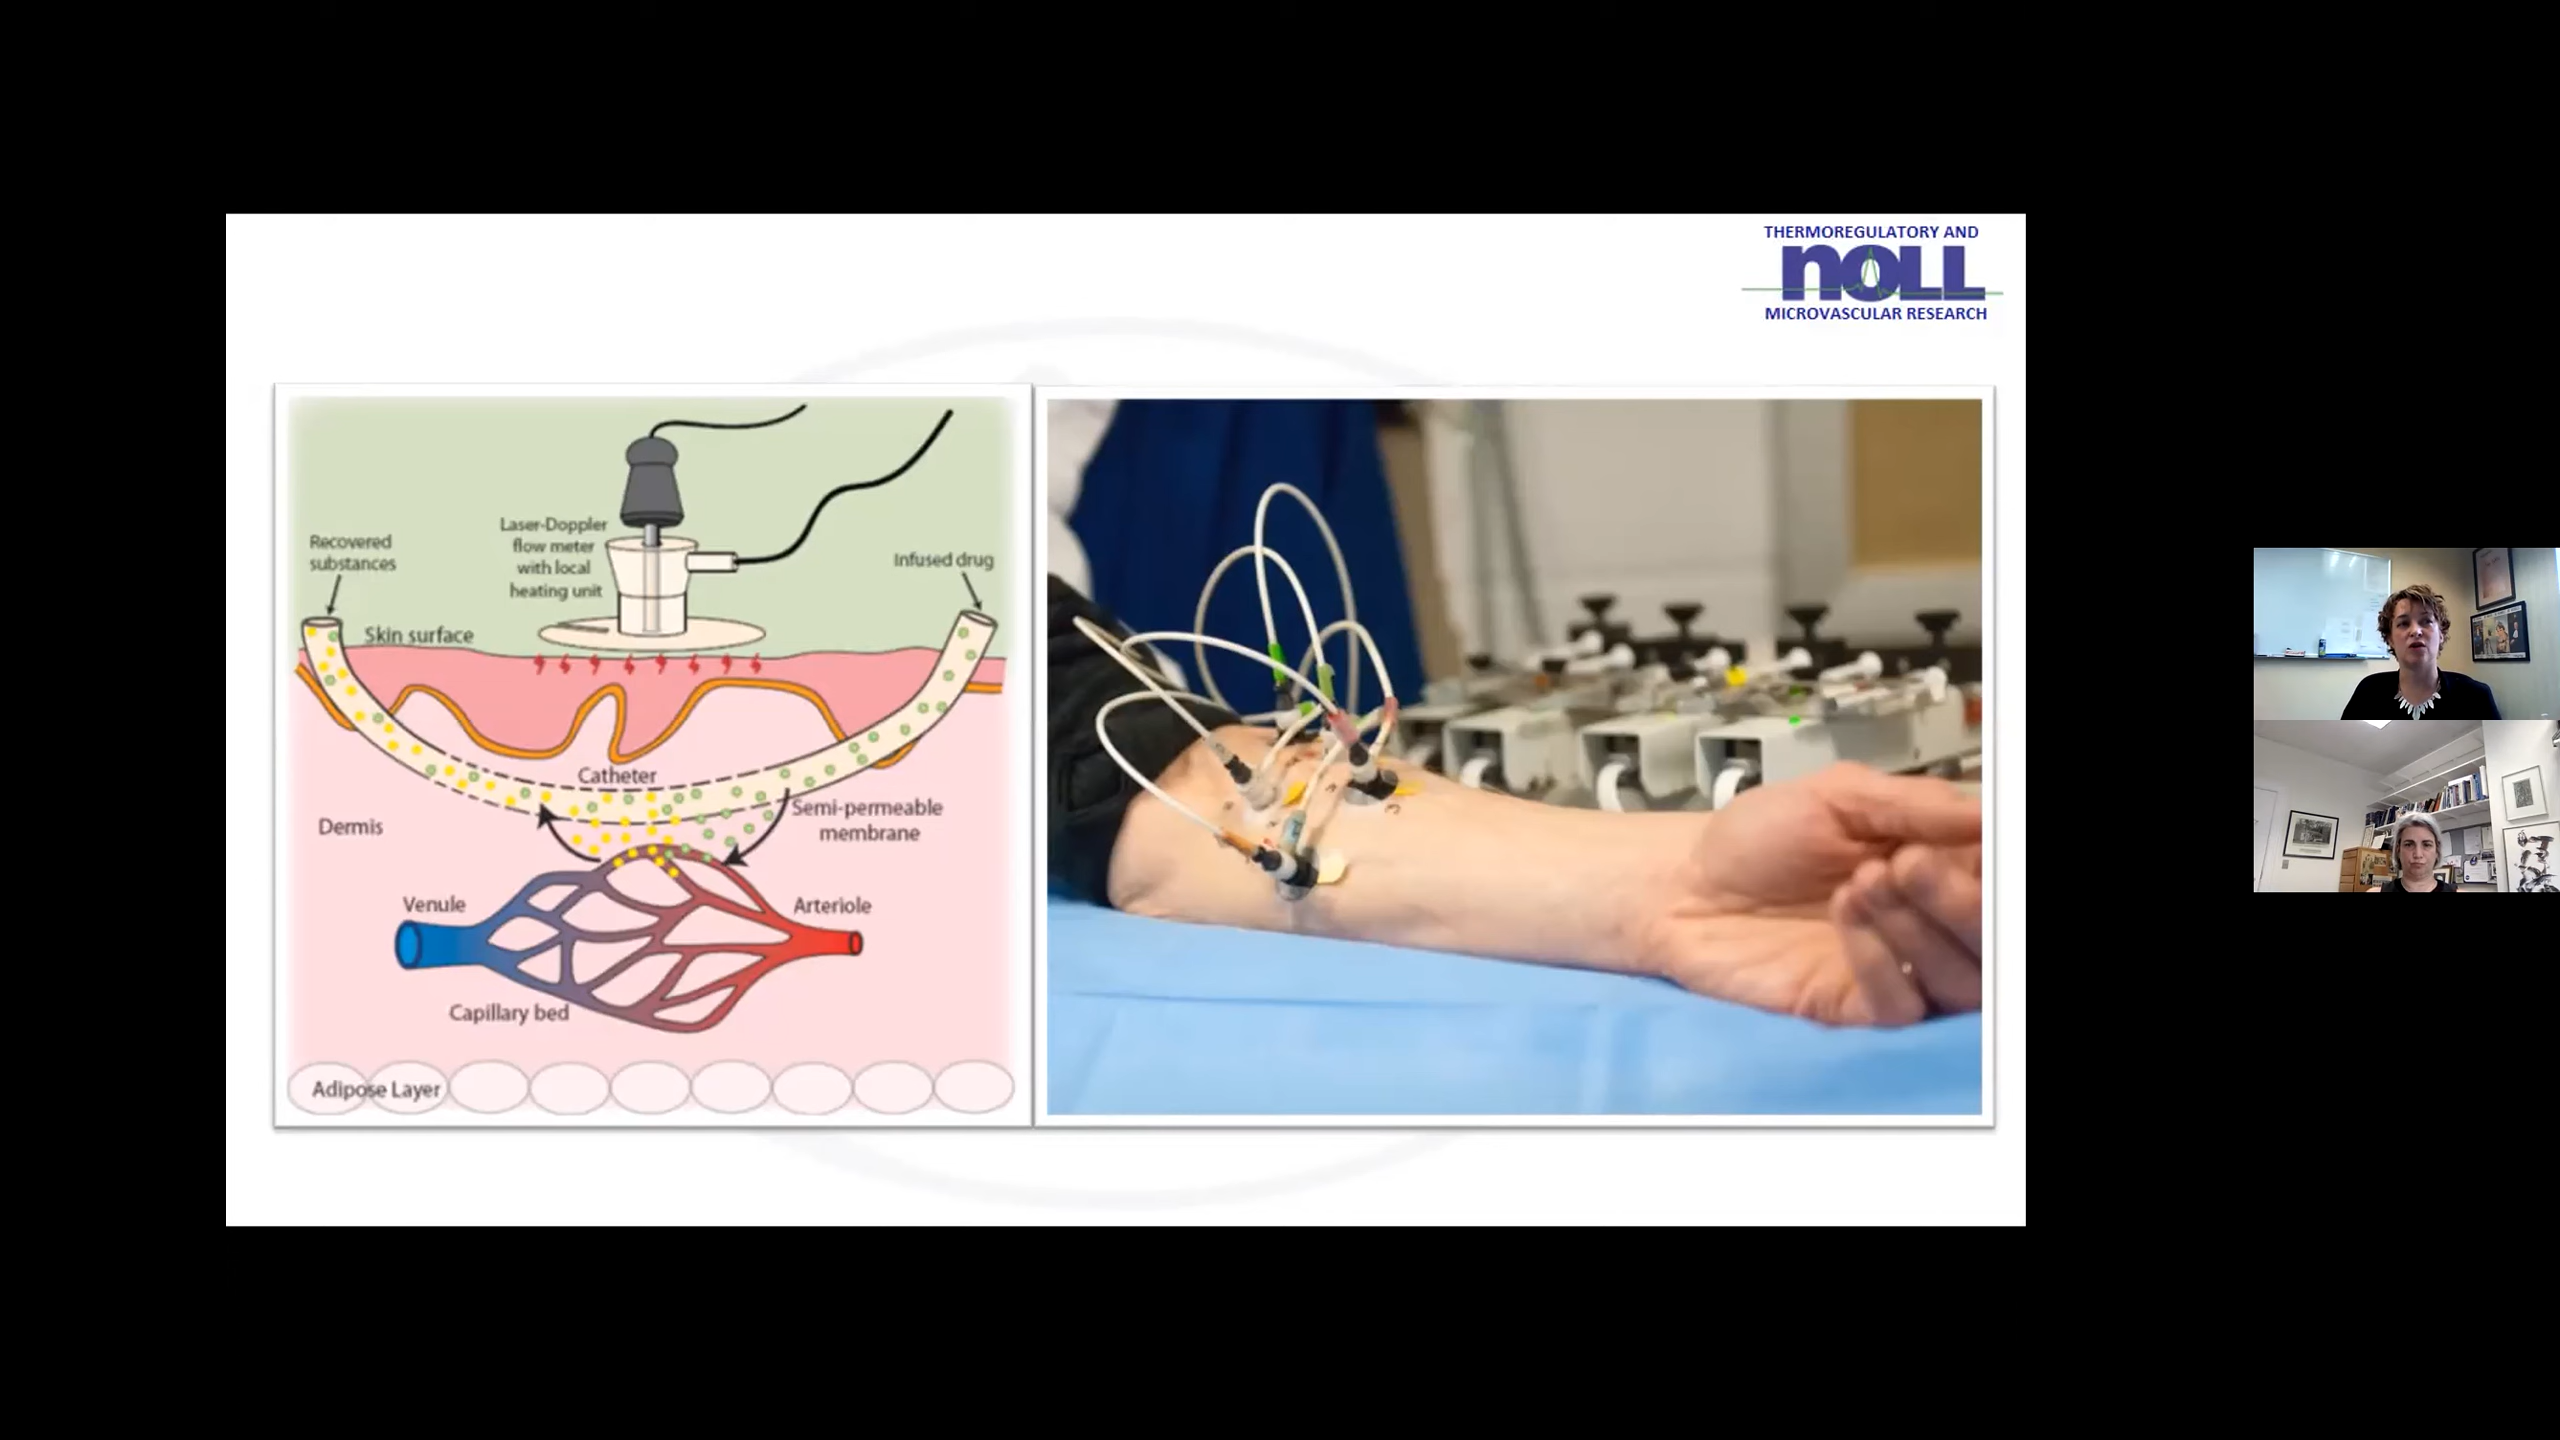 THERMOREGULATORY AND
noll
MICROVASCULAR RESEARCH
Recovered
substances
Laser-Doppler
flow meter
with local
heating unit
Infused drug
Skin surface
Catheter
Semi-permeable
membrane
Dermis
Venule
Arteriole
Capillary bed
Adipose Layer